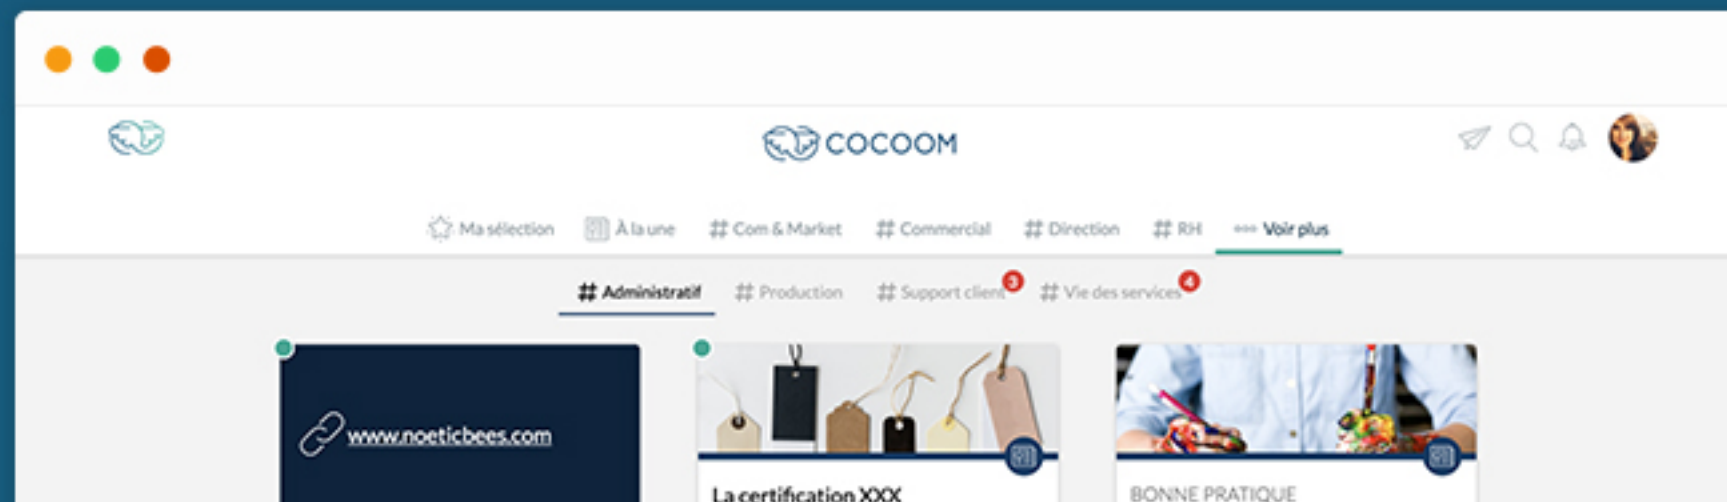 COCOOM
Ma sélection À la une # Com & Market # Commercial # Direction # RH Voir plus
# Administratif # Production # Support client 3 # Vie des services 4
www.noeticbees.com
La certification XXX
BONNE PRATIQUE